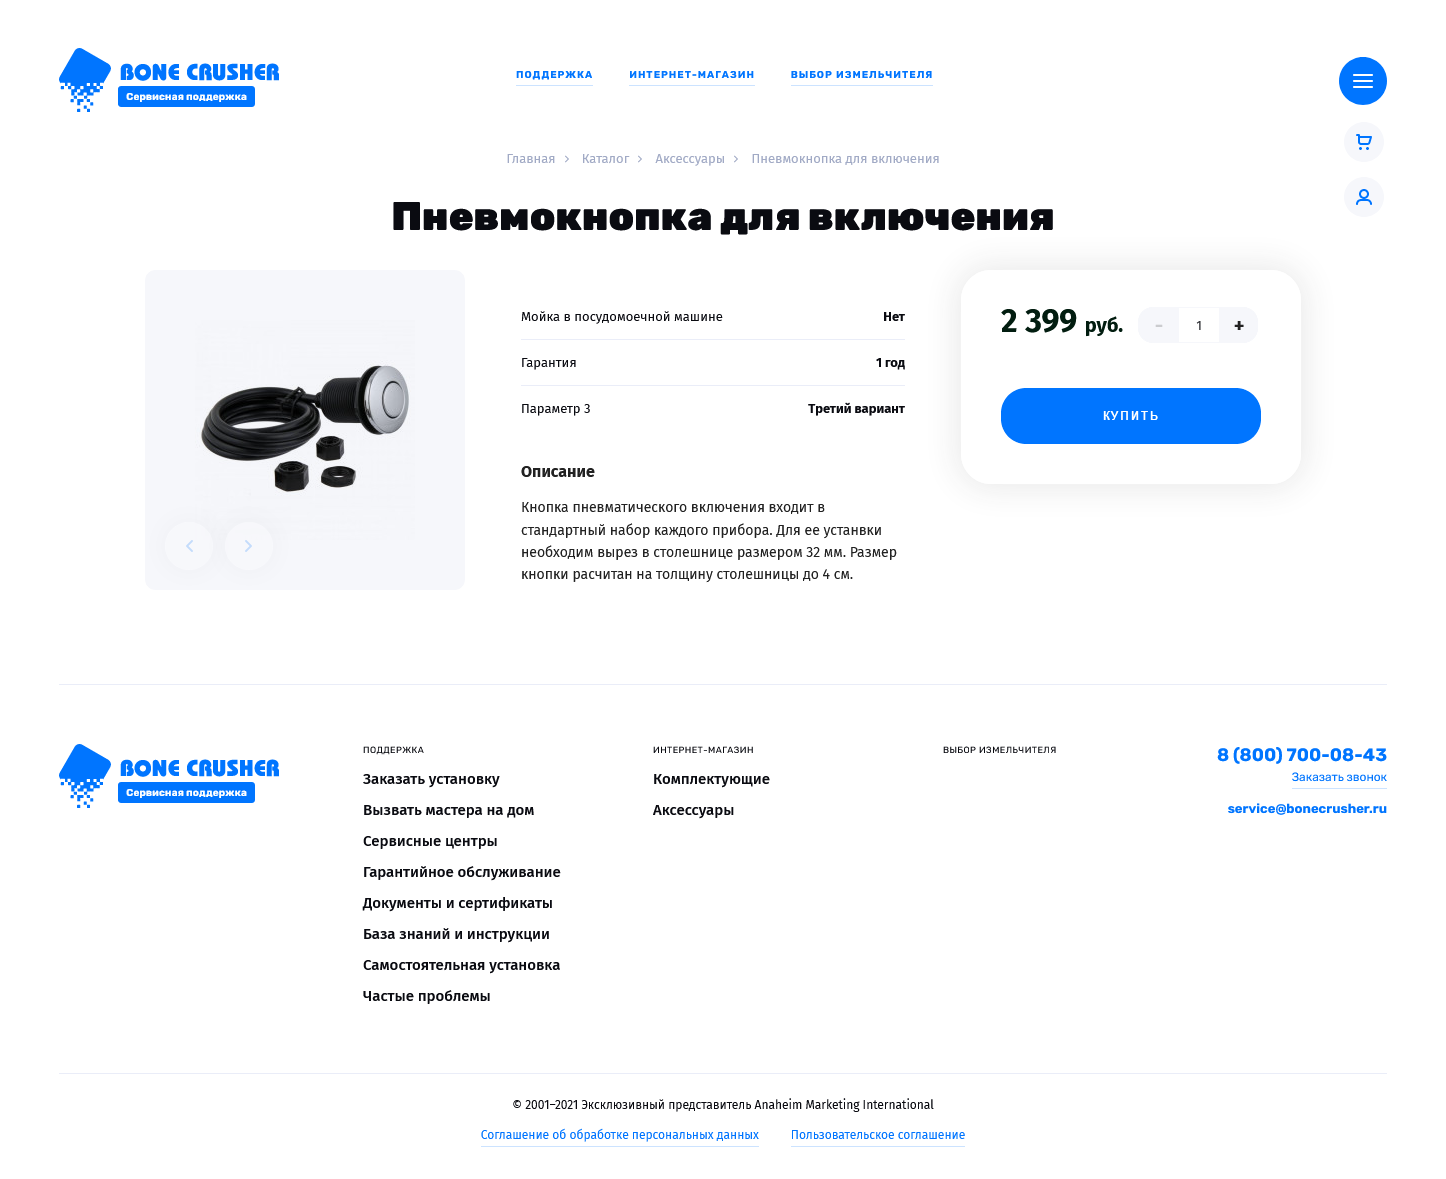 BONE CRUSHER
Сервисная поддержка
ПОДДЕРЖКА
ИНТЕРНЕТ-МАГАЗИН
ВЫБОР ИЗМЕЛЬЧИТЕЛЯ
Главная
Каталог
Аксессуары
Пневмокнопка для включения
Пневмокнопка для включения
Мойка в посудомоечной машине Нет
Гарантия 1 год
Параметр 3 Третий вариант
Описание
Кнопка пневматического включения входит в
стандартный набор каждого прибора. Для ее устанвки
необходим вырез в столешнице размером 32 мм. Размер
кнопки расчитан на толщину столешницы до 4 см.
2 399 руб.
- 1 +
КУПИТЬ
BONE CRUSHER
Сервисная поддержка
ПОДДЕРЖКА
Заказать установку
Вызвать мастера на дом
Сервисные центры
Гарантийное обслуживание
Документы и сертификаты
База знаний и инструкции
Самостоятельная установка
Частые проблемы
ИНТЕРНЕТ-МАГАЗИН
Комплектующие
Аксессуары
ВЫБОР ИЗМЕЛЬЧИТЕЛЯ
8 (800) 700-08-43
Заказать звонок
service@bonecrusher.ru
© 2001–2021 Эксклюзивный представитель Anaheim Marketing International
Соглашение об обработке персональных данных
Пользовательское соглашение